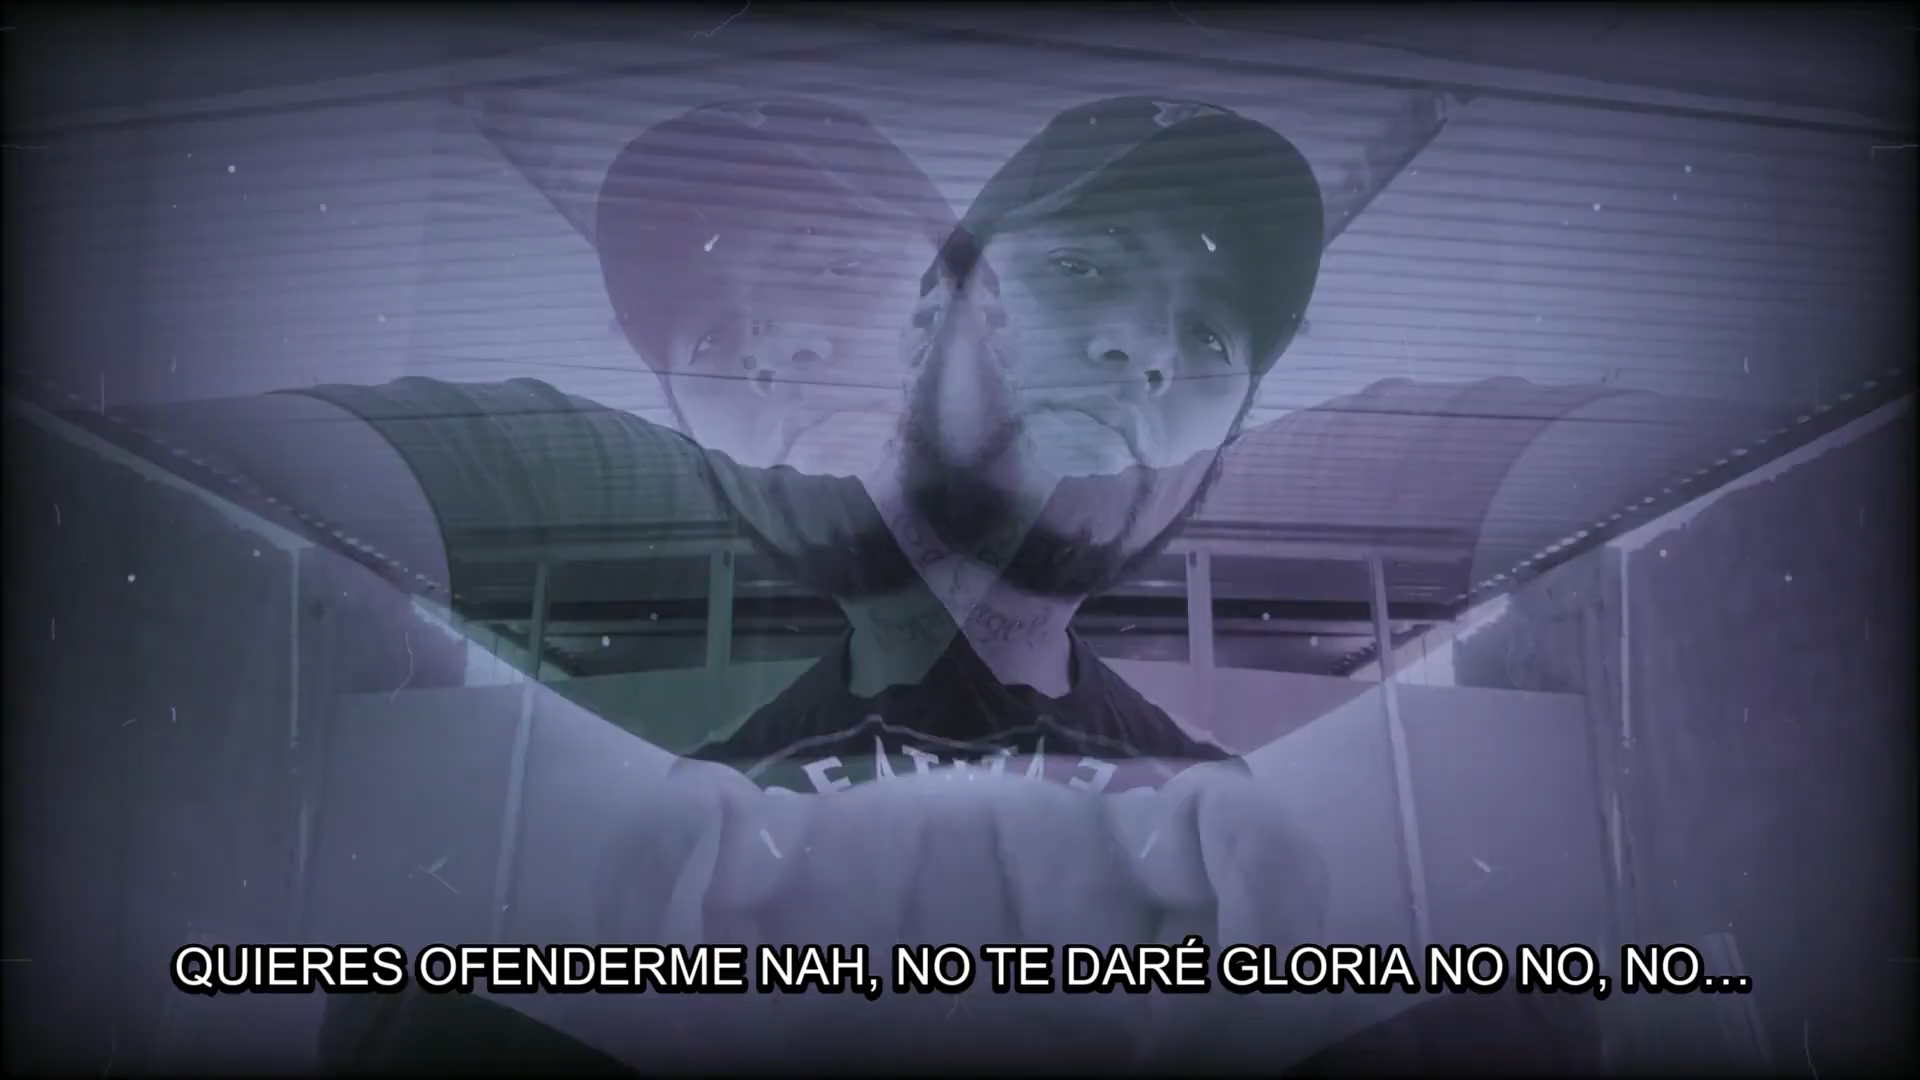 QUIERES OFENDERME NAH, NO TE DARÉ GLORIA NO NO, NO...